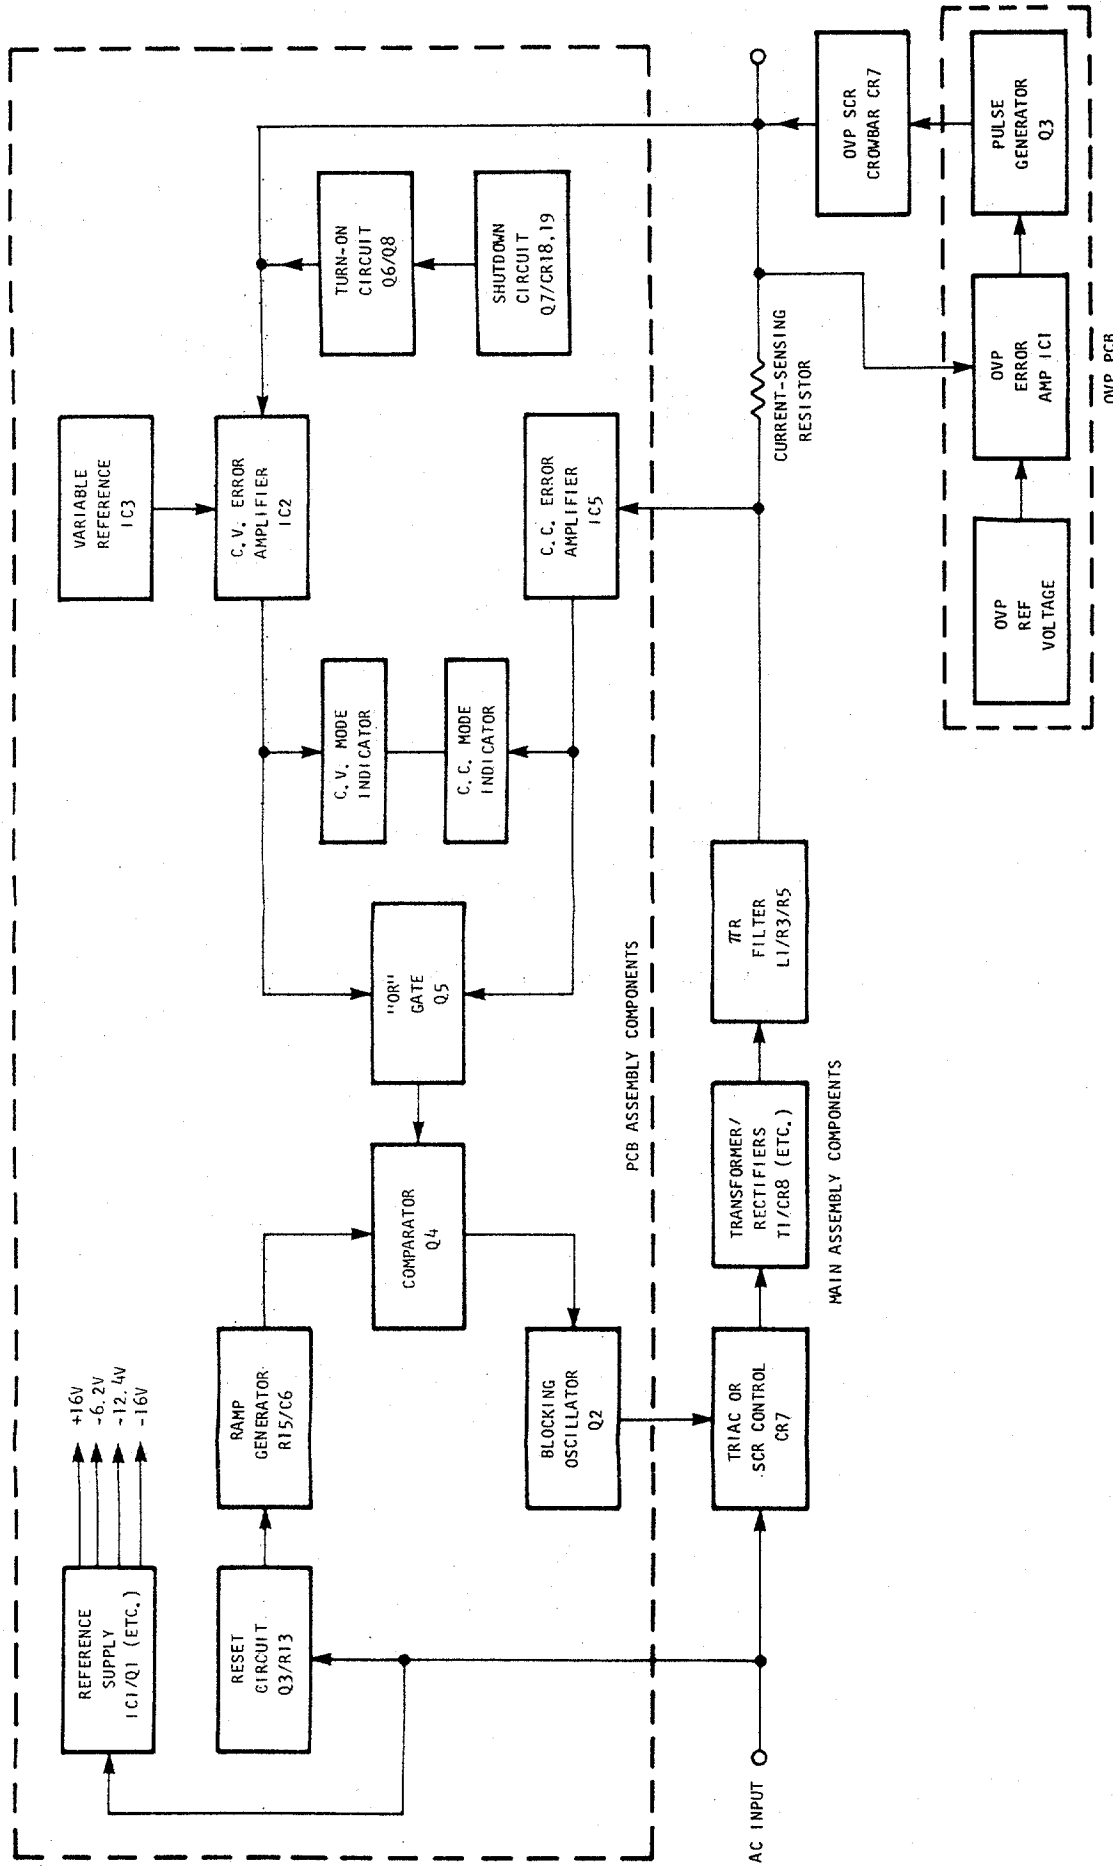 REFERENCE
SUPPLY
IC1/Q1 (ETC.)
+16V
-6.2V
-12.4V
-16V
VARIABLE
REFERENCE
IC3
RESET
CIRCUIT
Q3/R13
RAMP
GENERATOR
R15/C6
C.V. ERROR
AMPLIFIER
IC2
TURN-ON
CIRCUIT
Q6/Q8
C.V. MODE
INDICATOR
COMPARATOR
Q4
"OR"
GATE
Q5
C.C. MODE
INDICATOR
SHUTDOWN
CIRCUIT
Q7/CR18,19
BLOCKING
OSCILLATOR
Q2
C.C. ERROR
AMPLIFIER
IC5
PCB ASSEMBLY COMPONENTS
AC INPUT
TRIAC OR
SCR CONTROL
CR7
TRANSFORMER/
RECTIFIERS
T1/CR8 (ETC.)
πR
FILTER
L1/R3/R5
CURRENT-SENSING
RESISTOR
OVP SCR
CROWBAR CR7
MAIN ASSEMBLY COMPONENTS
OVP
REF
VOLTAGE
OVP
ERROR
AMP IC1
PULSE
GENERATOR
Q3
OVP PCB